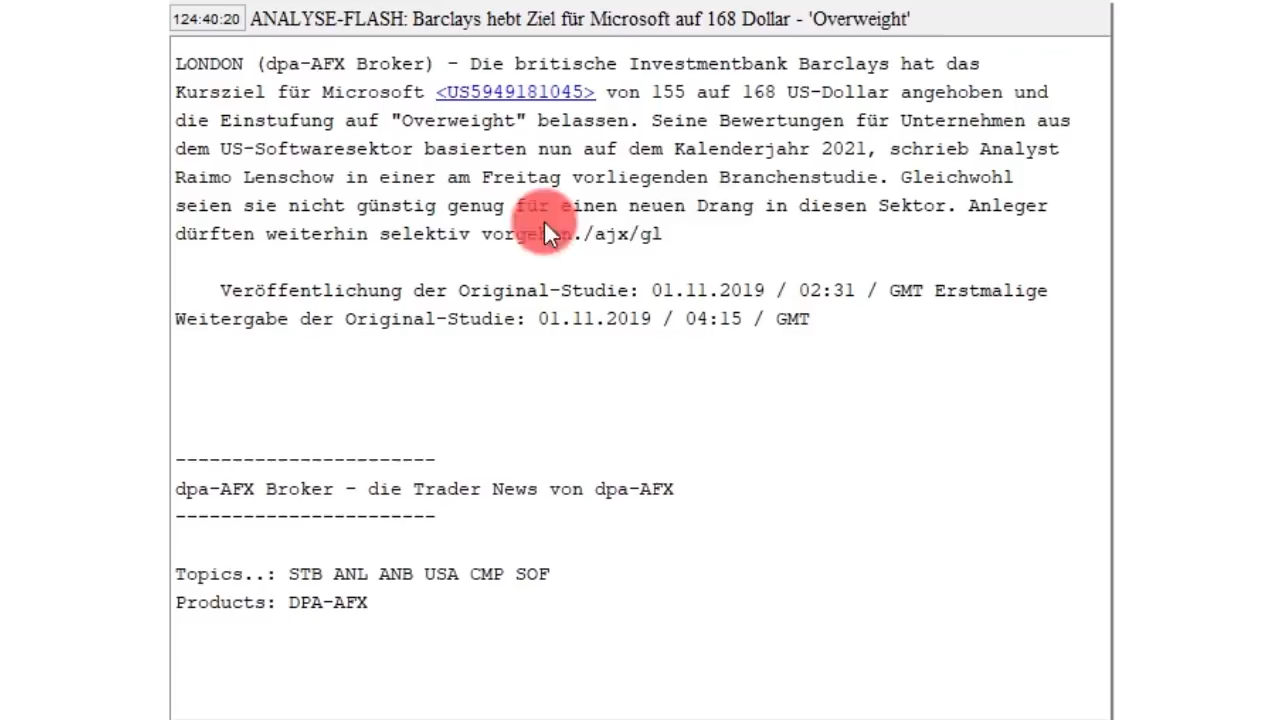 124:40:20 ANALYSE-FLASH: Barclays hebt Ziel für Microsoft auf 168 Dollar - 'Overweight'
LONDON (dpa-AFX Broker) - Die britische Investmentbank Barclays hat das
Kursziel für Microsoft <US5949181045> von 155 auf 168 US-Dollar angehoben und
die Einstufung auf "Overweight" belassen. Seine Bewertungen für Unternehmen aus
dem US-Softwaresektor basierten nun auf dem Kalenderjahr 2021, schrieb Analyst
Raimo Lenschow in einer am Freitag vorliegenden Branchenstudie. Gleichwohl
seien sie nicht günstig genug für einen neuen Drang in diesen Sektor. Anleger
dürften weiterhin selektiv vorgehen./ajx/gl
Veröffentlichung der Original-Studie: 01.11.2019 / 02:31 / GMT Erstmalige
Weitergabe der Original-Studie: 01.11.2019 / 04:15 / GMT
-----------------------
dpa-AFX Broker - die Trader News von dpa-AFX
-----------------------
Topics..: STB ANL ANB USA CMP SOF
Products: DPA-AFX